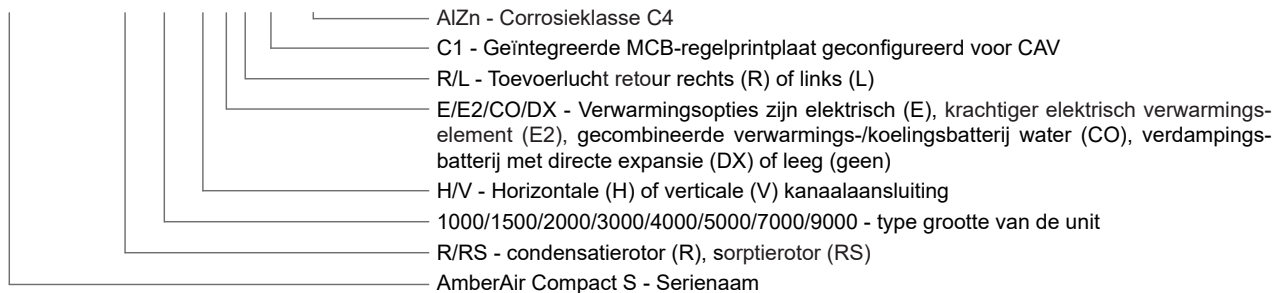 AlZn - Corrosieklasse C4
C1 - Geïntegreerde MCB-regelprintplaat geconfigureerd voor CAV
R/L - Toevoerlucht retour rechts (R) of links (L)
E/E2/CO/DX - Verwarmingsopties zijn elektrisch (E), krachtiger elektrisch verwarmings-
element (E2), gecombineerde verwarmings-/koelingsbatterij water (CO), verdampings-
batterij met directe expansie (DX) of leeg (geen)
H/V - Horizontale (H) of verticale (V) kanaalaansluiting
1000/1500/2000/3000/4000/5000/7000/9000 - type grootte van de unit
R/RS - condensatierotor (R), sorptierotor (RS)
AmberAir Compact S - Serienaam